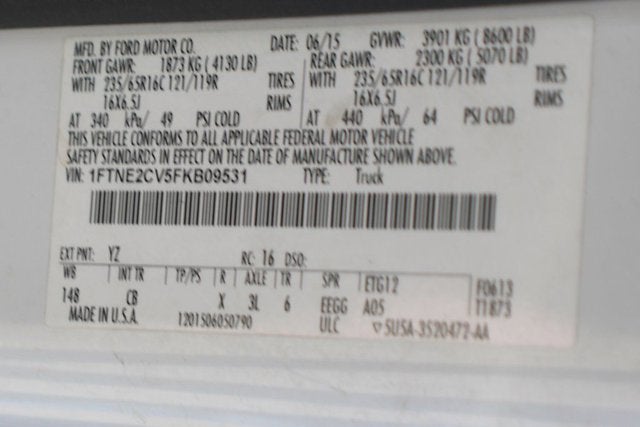 MFD. BY FORD MOTOR CO. DATE: 06/15 GVWR: 3901 KG ( 8600 LB)
FRONT GAWR: 1873 KG ( 4130 LB) REAR GAWR: 2300 KG ( 5070 LB)
WITH 235/65R16C 121/119R TIRES WITH 235/65R16C 121/119R TIRES
16X6.5J RIMS 16X6.5J RIMS
AT 340 kPa/ 49 PSI COLD AT 440 kPa/ 64 PSI COLD
THIS VEHICLE CONFORMS TO ALL APPLICABLE FEDERAL MOTOR VEHICLE
SAFETY STANDARDS IN EFFECT ON THE DATE OF MANUFACTURE SHOWN ABOVE.
VIN: 1FTNE2CV5FKB09531 TYPE: Truck
EXT PNT: YZ RC: 16 DSO:
WB INT TR TP/PS R AXLE TR SPR ETG12 F0613
148 CB X 3L 6 EEGG A05 T1873
MADE IN U.S.A. 1201506050790 ULC ▽5U5A-3520472-AA